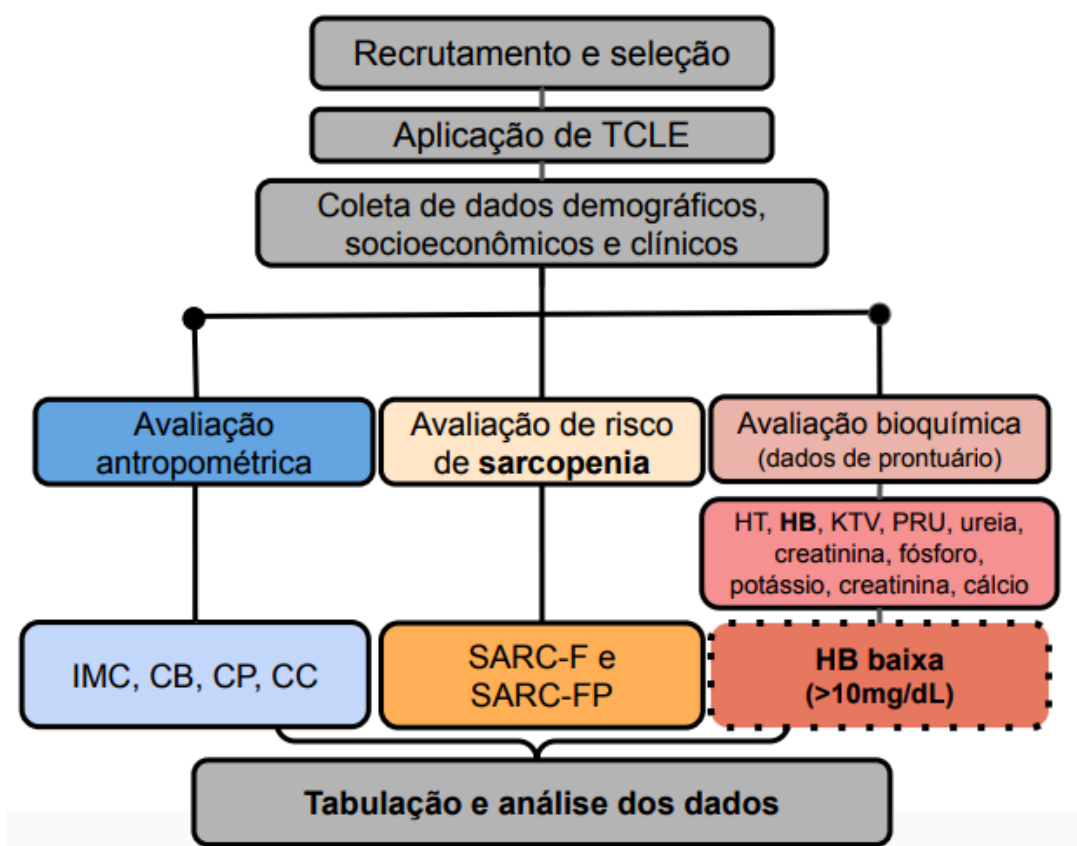 Recrutamento e seleção
Aplicação de TCLE
Coleta de dados demográficos,
socioeconômicos e clínicos
Avaliação
antropométrica
Avaliação de risco
de sarcopenia
Avaliação bioquímica
(dados de prontuário)
HT, HB, KTV, PRU, ureia,
creatinina, fósforo,
potássio, creatinina, cálcio
IMC, CB, CP, CC
SARC-F e
SARC-FP
HB baixa
(>10mg/dL)
Tabulação e análise dos dados